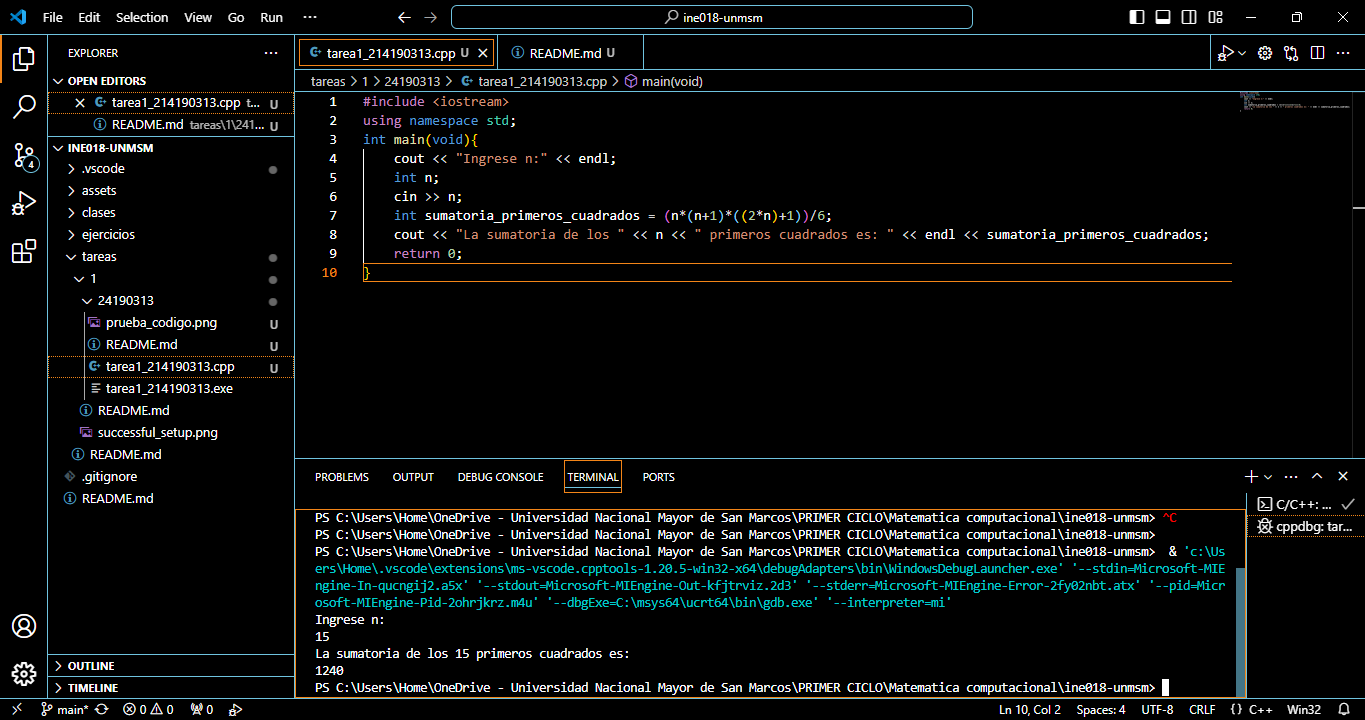 File Edit Selection View Go Run ··· ine018-unmsm
EXPLORER ···
OPEN EDITORS
tarea1_214190313.cpp t... U
README.md tareas\1\241... U
INE018-UNMSM
.vscode
assets
clases
ejercicios
tareas
1
24190313
prueba_codigo.png U
README.md U
tarea1_214190313.cpp U
tarea1_214190313.exe
README.md
successful_setup.png
README.md
.gitignore
README.md
OUTLINE
TIMELINE
4
tarea1_214190313.cpp U README.md U
tareas > 1 > 24190313 > tarea1_214190313.cpp > main(void)
1 #include <iostream>
2 using namespace std;
3 int main(void){
4 cout << "Ingrese n:" << endl;
5 int n;
6 cin >> n;
7 int sumatoria_primeros_cuadrados = (n*(n+1)*((2*n)+1))/6;
8 cout << "La sumatoria de los " << n << " primeros cuadrados es: " << endl << sumatoria_primeros_cuadrados;
9 return 0;
10 }
PROBLEMS OUTPUT DEBUG CONSOLE TERMINAL PORTS
PS C:\Users\Home\OneDrive - Universidad Nacional Mayor de San Marcos\PRIMER CICLO\Matematica computacional\ine018-unmsm> ^C
PS C:\Users\Home\OneDrive - Universidad Nacional Mayor de San Marcos\PRIMER CICLO\Matematica computacional\ine018-unmsm>
PS C:\Users\Home\OneDrive - Universidad Nacional Mayor de San Marcos\PRIMER CICLO\Matematica computacional\ine018-unmsm> & 'c:\Us
ers\Home\.vscode\extensions\ms-vscode.cpptools-1.20.5-win32-x64\debugAdapters\bin\WindowsDebugLauncher.exe' '--stdin=Microsoft-MIE
ngine-In-qucngij2.a5x' '--stdout=Microsoft-MIEngine-Out-kfjtrviz.2d3' '--stderr=Microsoft-MIEngine-Error-2fy02nbt.atx' '--pid=Micr
osoft-MIEngine-Pid-2ohrjkrz.m4u' '--dbgExe=C:\msys64\ucrt64\bin\gdb.exe' '--interpreter=mi'
Ingrese n:
15
La sumatoria de los 15 primeros cuadrados es:
1240
PS C:\Users\Home\OneDrive - Universidad Nacional Mayor de San Marcos\PRIMER CICLO\Matematica computacional\ine018-unmsm>
C/C++: ...
cppdbg: tar...
main* 0 0 0 Ln 10, Col 2 Spaces: 4 UTF-8 CRLF {} C++ Win32